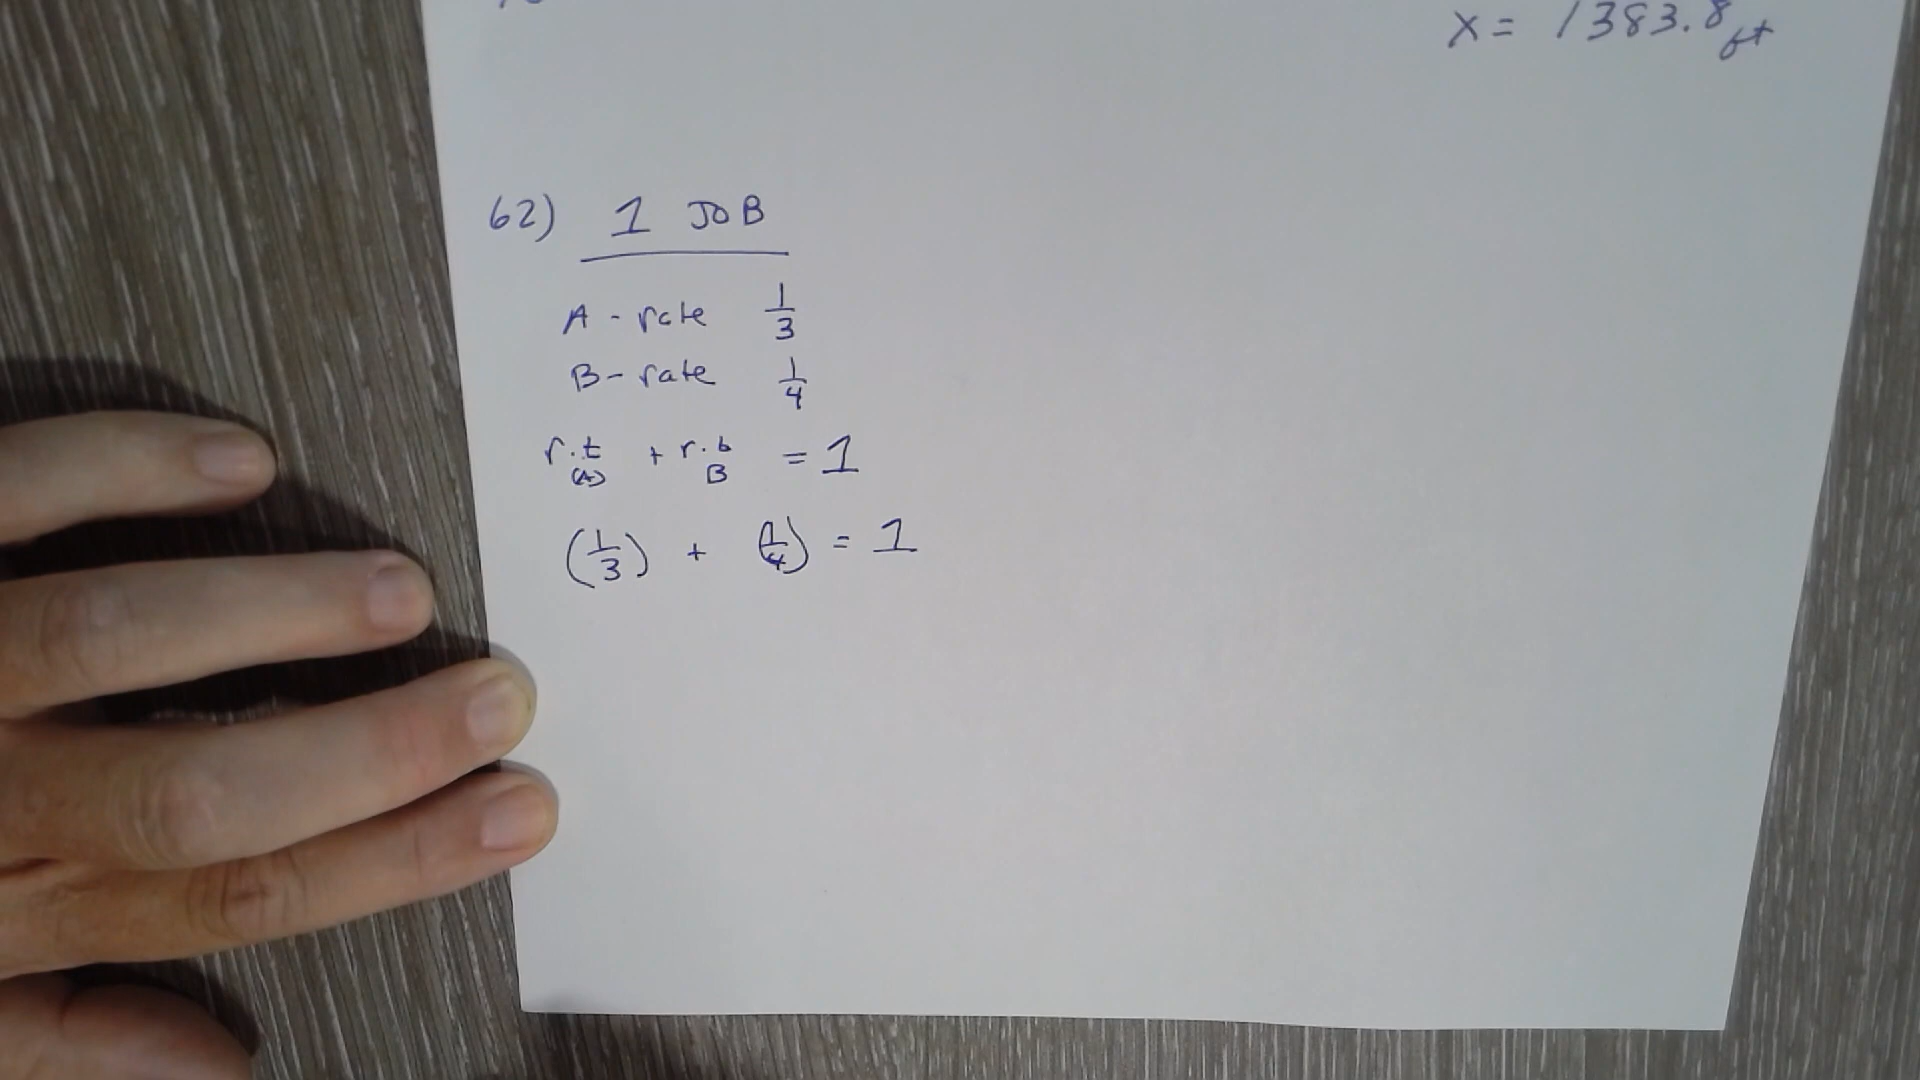 x = 1383.8 ft
62) 1 JOB
A - rate 1/3
B - rate 1/4
r.t (A) + r.t B = 1
(1/3) + (1/4) = 1